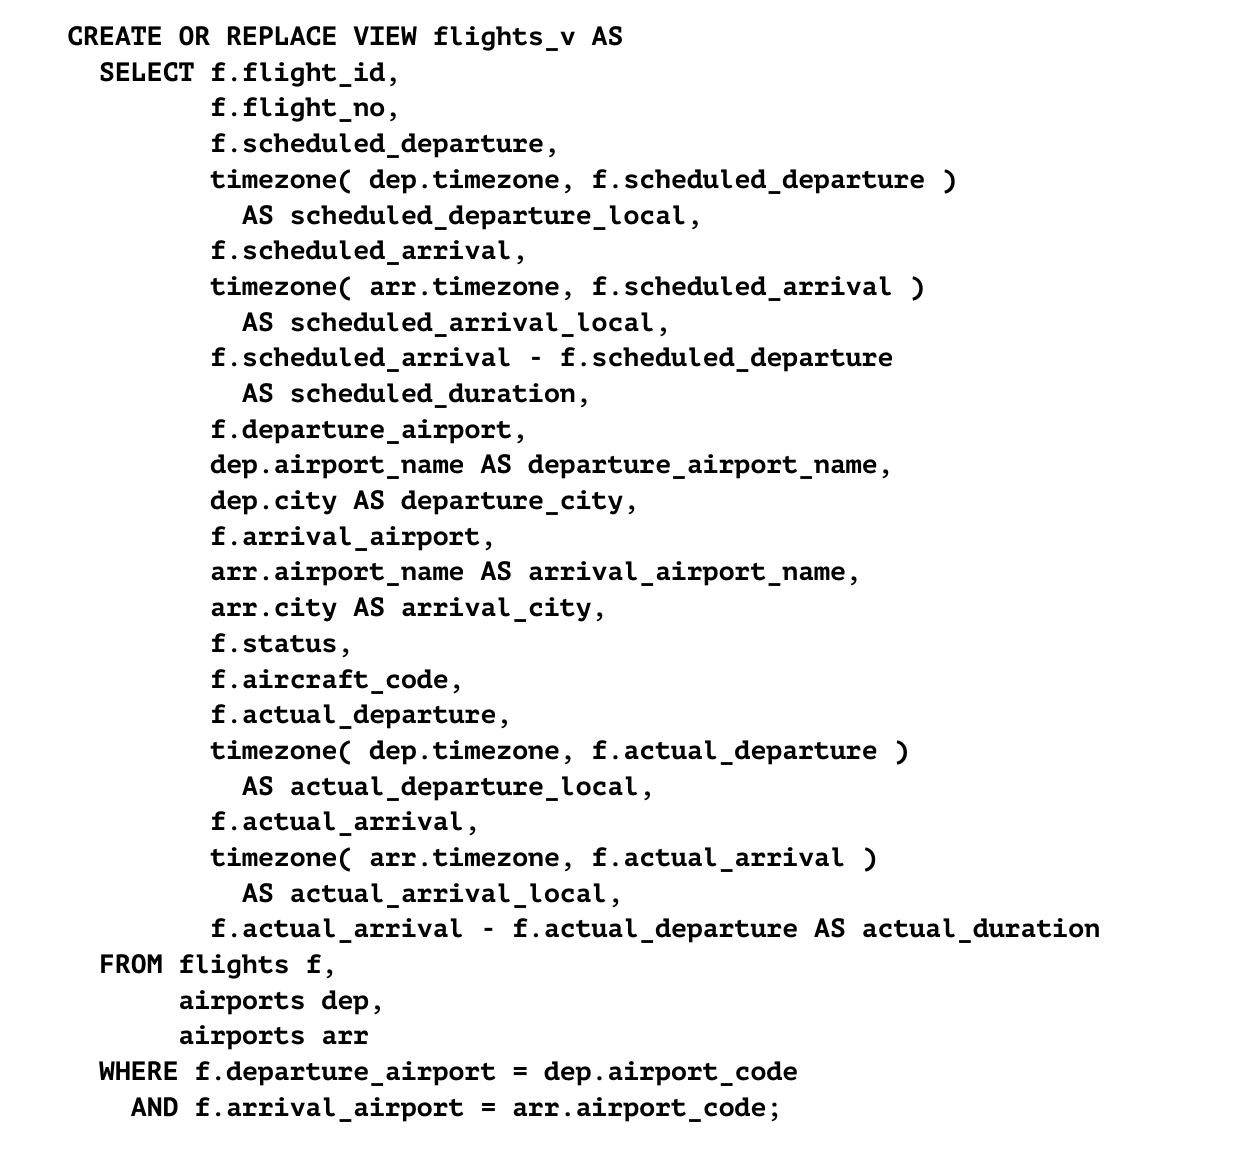 CREATE OR REPLACE VIEW flights_v AS
SELECT f.flight_id,
f.flight_no,
f.scheduled_departure,
timezone( dep.timezone, f.scheduled_departure )
AS scheduled_departure_local,
f.scheduled_arrival,
timezone( arr.timezone, f.scheduled_arrival )
AS scheduled_arrival_local,
f.scheduled_arrival - f.scheduled_departure
AS scheduled_duration,
f.departure_airport,
dep.airport_name AS departure_airport_name,
dep.city AS departure_city,
f.arrival_airport,
arr.airport_name AS arrival_airport_name,
arr.city AS arrival_city,
f.status,
f.aircraft_code,
f.actual_departure,
timezone( dep.timezone, f.actual_departure )
AS actual_departure_local,
f.actual_arrival,
timezone( arr.timezone, f.actual_arrival )
AS actual_arrival_local,
f.actual_arrival - f.actual_departure AS actual_duration
FROM flights f,
airports dep,
airports arr
WHERE f.departure_airport = dep.airport_code
AND f.arrival_airport = arr.airport_code;